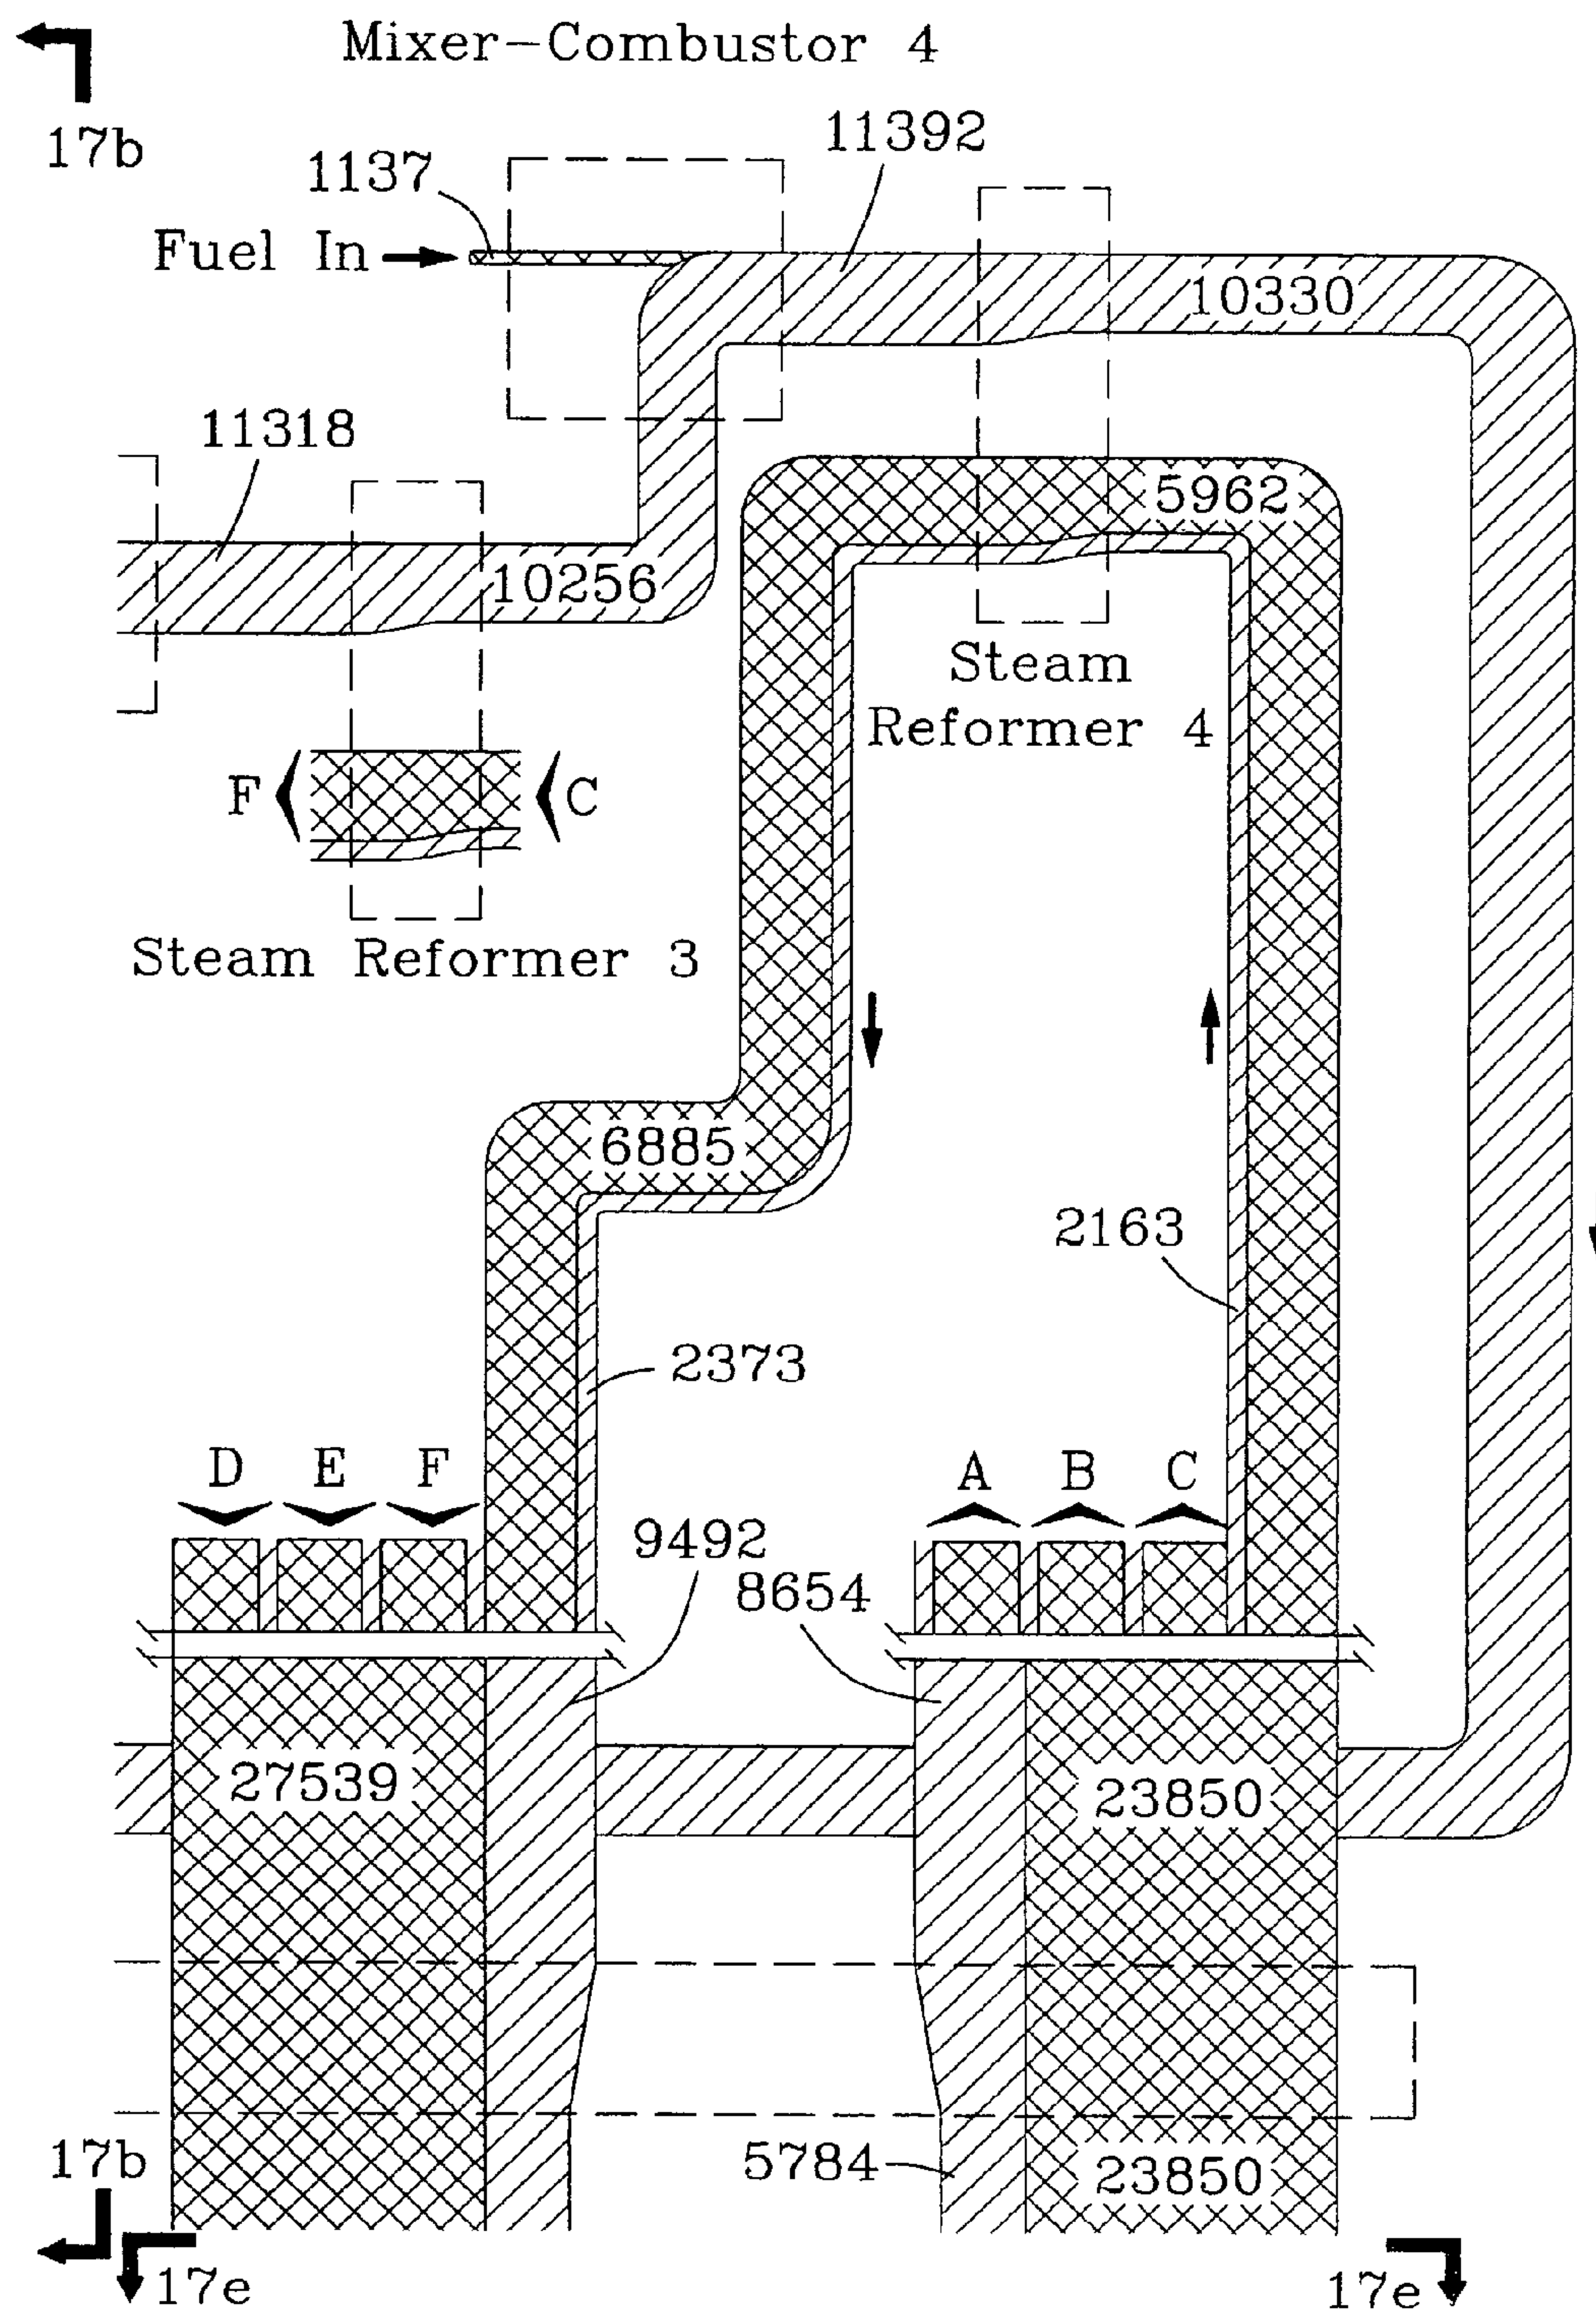 Mixer-Combustor 4
17b
11392
1137
Fuel In
10330
11318
5962
10256
Steam
Reformer 4
F
C
Steam Reformer 3
6885
2163
2373
D E F
A B C
9492
8654
27539
23850
17b
5784
23850
17e
17e